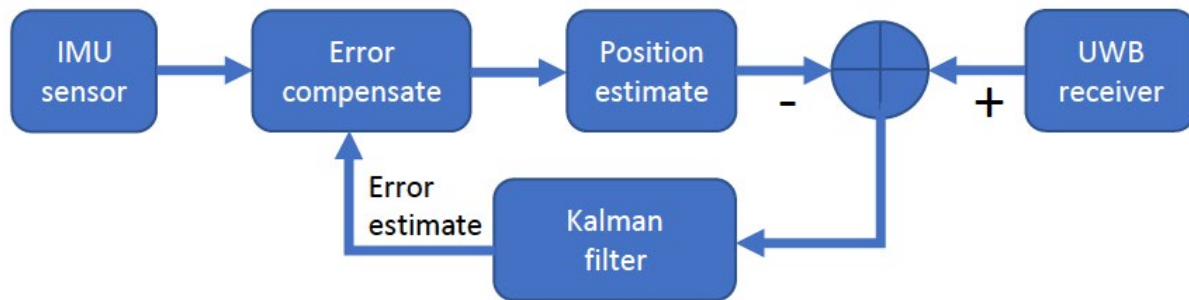 IMU
sensor
Error
compensate
Position
estimate
-
+
UWB
receiver
Error
estimate
Kalman
filter